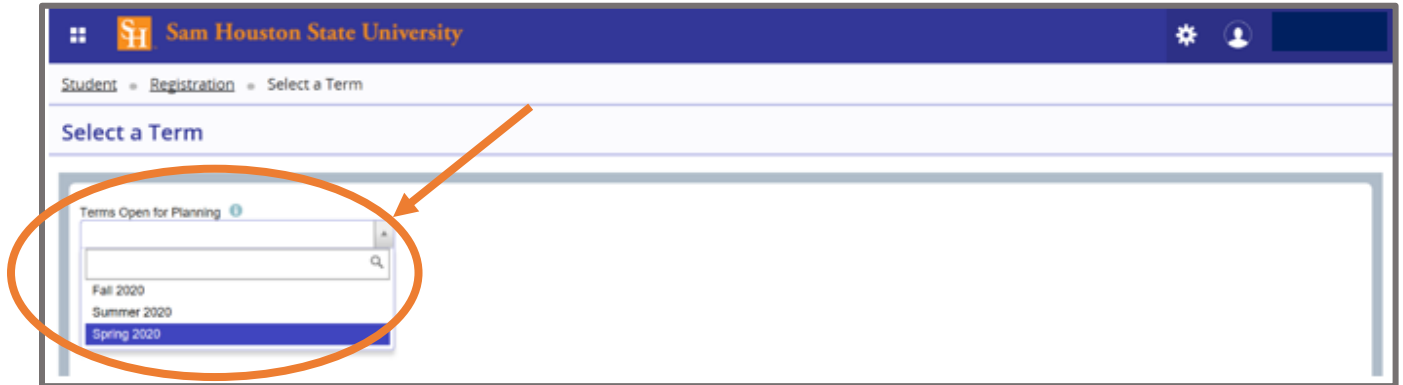 SH Sam Houston State University
Student Registration Select a Term
Select a Term
Terms Open for Planning
Fall 2020
Summer 2020
Spring 2020